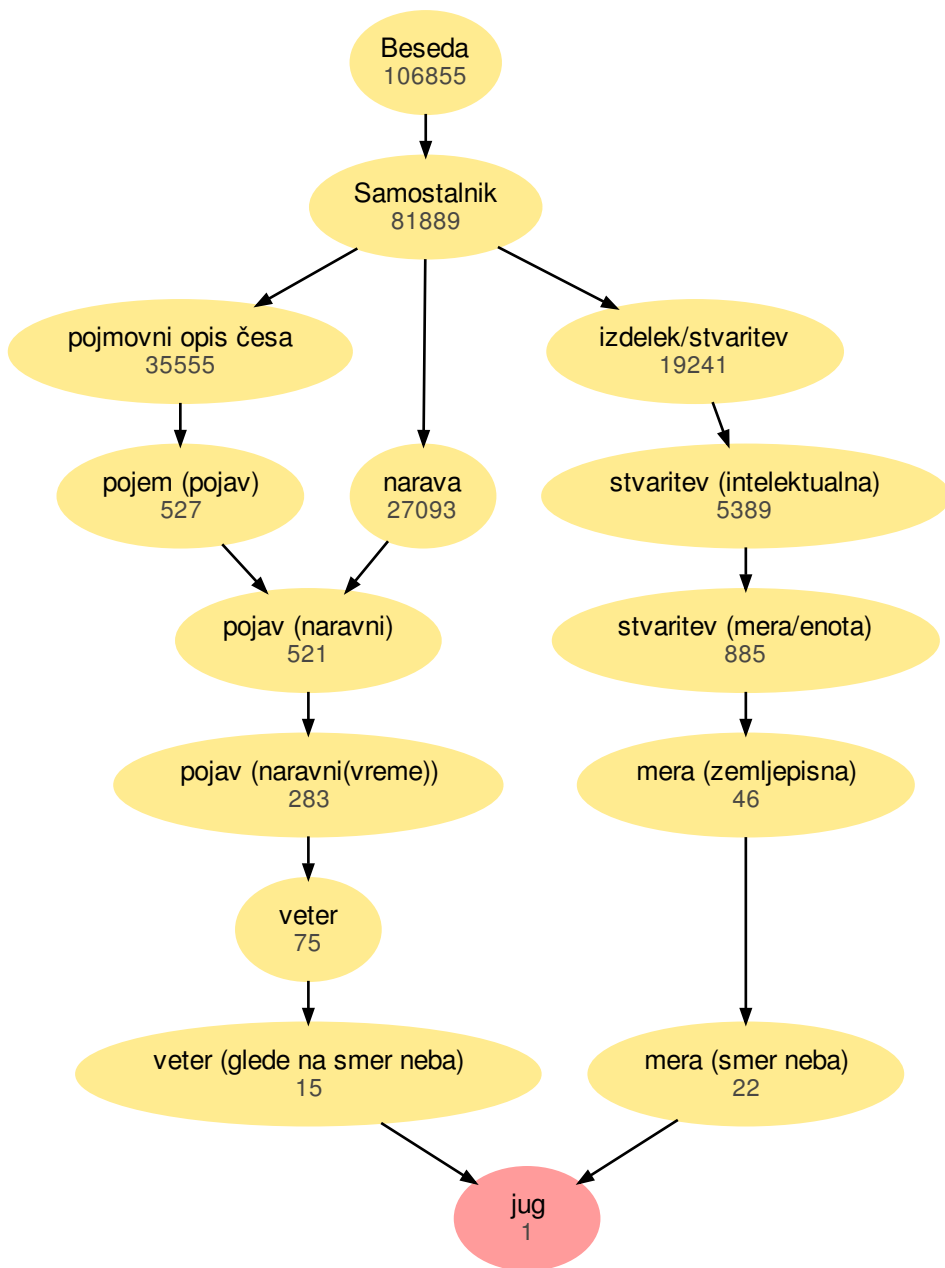 Beseda
106855
Samostalnik
81889
pojmovni opis česa
35555
izdelek/stvaritev
19241
pojem (pojav)
527
narava
27093
stvaritev (intelektualna)
5389
pojav (naravni)
521
stvaritev (mera/enota)
885
pojav (naravni(vreme))
283
mera (zemljepisna)
46
veter
75
veter (glede na smer neba)
15
mera (smer neba)
22
jug
1